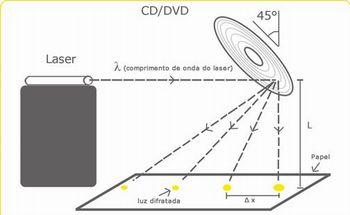 CD/DVD
45°
Laser
λ (comprimento de onda do laser)
L
Papel
Δ x
luz difratada